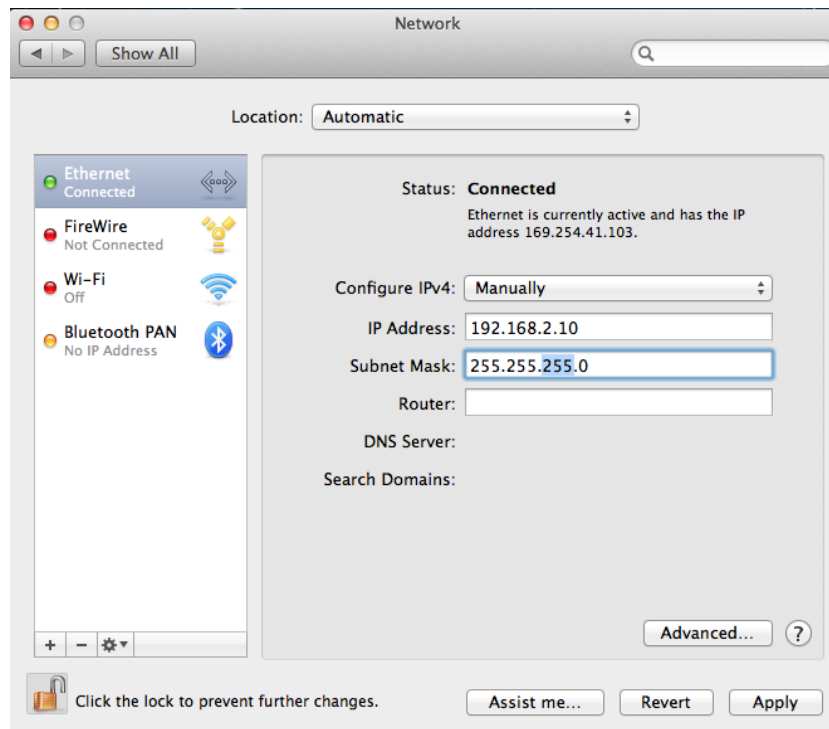 Network
Show All
Location: Automatic
Ethernet
Connected
FireWire
Not Connected
Wi-Fi
Off
Bluetooth PAN
No IP Address
Status: Connected
Ethernet is currently active and has the IP
address 169.254.41.103.
Configure IPv4: Manually
IP Address: 192.168.2.10
Subnet Mask: 255.255.255.0
Router:
DNS Server:
Search Domains:
Advanced... ?
Click the lock to prevent further changes.
Assist me... Revert Apply